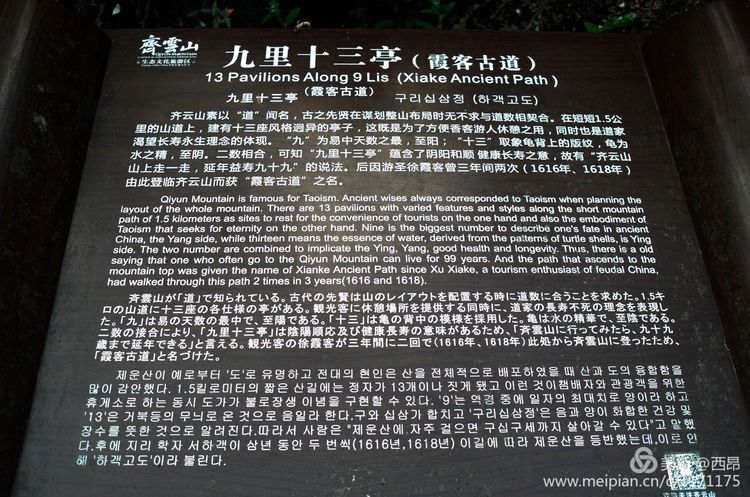 齊雲山
QIYUN MOUNTAIN
生态文化旅游区
九里十三亭（霞客古道）
13 Pavilions Along 9 Lis (Xiake Ancient Path)
九里十三亭（霞客古道） 구리십삼정 (하객고도)
齐云山素以“道”闻名，古之先贤在谋划整山布局时无不求与道数相契合。在短短1.5公
里的山道上，建有十三座风格迥异的亭子，这既是为了方便香客游人休憩之用，同时也是道家
渴望长寿永生理念的体现。“九”为易中天数之最，至阳；“十三”取象龟背上的版纹，龟为
水之精，至阴。二数相合，可知“九里十三亭”蕴含了阴阳和顺 健康长寿之意，故有“齐云山
山上走一走，延年益寿九十九”的说法。后因游圣徐霞客曾三年间两次（1616年、1618年）
由此登临齐云山而获“霞客古道”之名。
Qiyun Mountain is famous for Taoism. Ancient wises always corresponded to Taoism when planning the
layout of the whole mountain. There are 13 pavilions with varied features and styles along the short mountain
path of 1.5 kilometers as sites to rest for the convenience of tourists on the one hand and also the embodiment of
Taoism that seeks for eternity on the other hand. Nine is the biggest number to describe one's fate in ancient
China, the Yang side, while thirteen means the essence of water, derived from the patterns of turtle shells, is Ying
side. The two number are combined to implicate the Ying, Yang, good health and longevity. Thus, there is a old
saying that one who often go to the Qiyun Mountain can live for 99 years. And the path that ascends to the
mountain top was given the name of Xianke Ancient Path since Xu Xiake, a tourism enthusiast of feudal China,
had walked through this path 2 times in 3 years(1616 and 1618).
斉雲山が「道」で知られている。古代の先賢は山のレイアウトを配置する時に道数に合うことを求めた。1.5キ
ロの山道に十三座の各仕様の亭がある。観光客に休憩場所を提供する同時に、道家の長寿不死の理念を表現し
た。「九」は易の天数の最中で、至陽である。「十三」は亀の背中の模様を採用した。亀は水の精華で、至陰である。
二数の接合により、「九里十三亭」は陰陽順応及び健康長寿の意味があるため、「斉雲山に行ってみたら、九十九
歳まで延年できる」と言える。観光客の徐霞客が三年間に二回で（1616年、1618年）此処から斉雲山に登ったため、
「霞客古道」と名づけた。
제운산이 예로부터 '도'로 유명하고 전대의 현인은 산을 전체적으로 배포하였을 때 산과 도의 융합함을
많이 감안했다. 1.5킬로미터의 짧은 산길에는 정자가 13개이나 짓게 됐고 이런 것이참배자와 관광객을 위한
휴게소로 하는 동시 도가가 불로장생 이념을 구현할 수 있다. '9'는 역경 중에 일자의 최대치로 양이라 하고
'13'은 거북등의 무늬로 온 것으로 음일라 한다.구와 십삼가 합치고 '구리십삼정'은 음과 양이 화합한 건강 및
장수를 뜻한 것으로 알려진다.따라서 사람은 "제운산에 자주 걸으면 구십구세까지 살아갈 수 있다"고 말했
다.후에 지리 학자 서하객이 삼년 동안 두 번씩(1616년,1618년) 이길에 따라 제운산을 등반했는데,이로 인
해 '하객고도'이라 불린다.
美篇@西昂